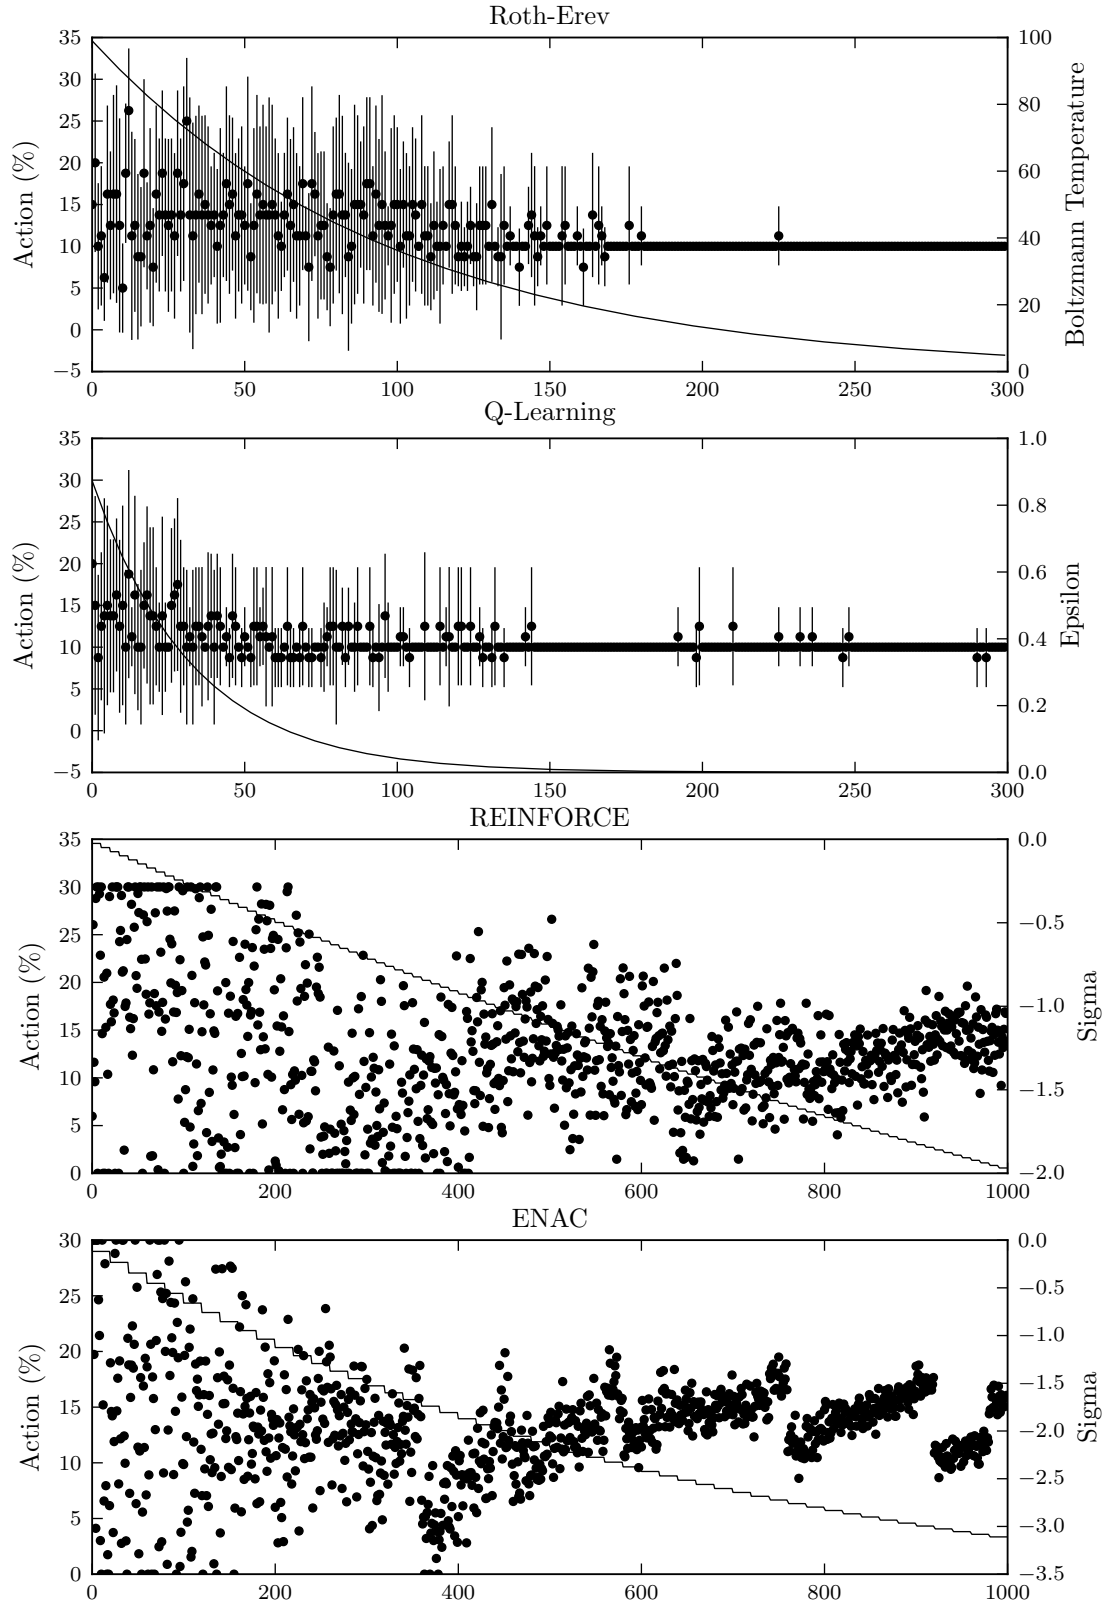 Roth-Erev
35 30 25 20 15 10 5 0 −5
Action (%)
100 80 60 40 20 0
Boltzmann Temperature
0 50 100 150 200 250 300
Q-Learning
35 30 25 20 15 10 5 0 −5
Action (%)
1.0 0.8 0.6 0.4 0.2 0.0
Epsilon
0 50 100 150 200 250 300
REINFORCE
35 30 25 20 15 10 5 0
Action (%)
0.0 −0.5 −1.0 −1.5 −2.0
Sigma
0 200 400 600 800 1000
ENAC
30 25 20 15 10 5 0
Action (%)
0.0 −0.5 −1.0 −1.5 −2.0 −2.5 −3.0 −3.5
Sigma
0 200 400 600 800 1000